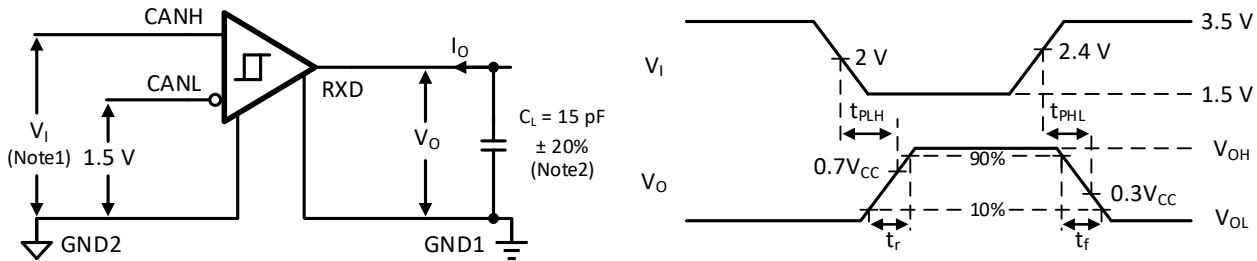 CANH
CANL
V_I
(Note1)
1.5 V
I_O
RXD
V_O
C_L = 15 pF
± 20%
(Note2)
GND2
GND1
V_I
2 V
2.4 V
3.5 V
1.5 V
t_PLH
t_PHL
V_O
0.7V_CC
90%
10%
0.3V_CC
V_OH
V_OL
t_r
t_f